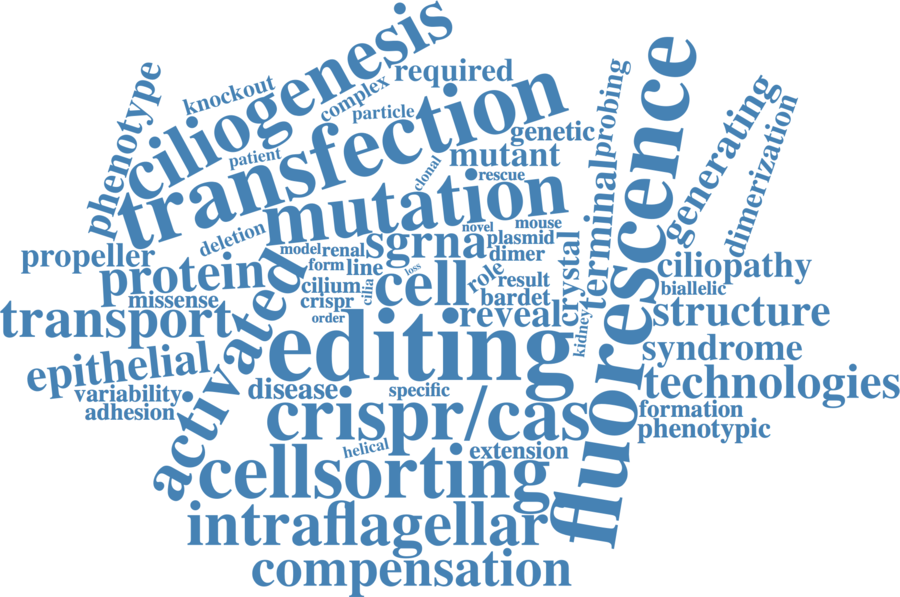 ciliogenesis
required
phenotype
knockout
complex
particle
transfection
probing
fluorescence
generating
dimerization
genetic
patient
clonal
mutant
rescue
mutation
deletion
novel
mouse
terminal
propeller
model
renal
sgrna
plasmid
dimer
crystal
ciliopathy
protein
form
line
loss
cell
role
result
biallelic
missense
cilium
cilia
crispr
bardet
transport
order
reveal
structure
activated
editing
kidney
syndrome
epithelial
variability
disease
specific
technologies
adhesion
crispr/cas
formation
phenotypic
helical
extension
cellsorting
intraflagellar
compensation